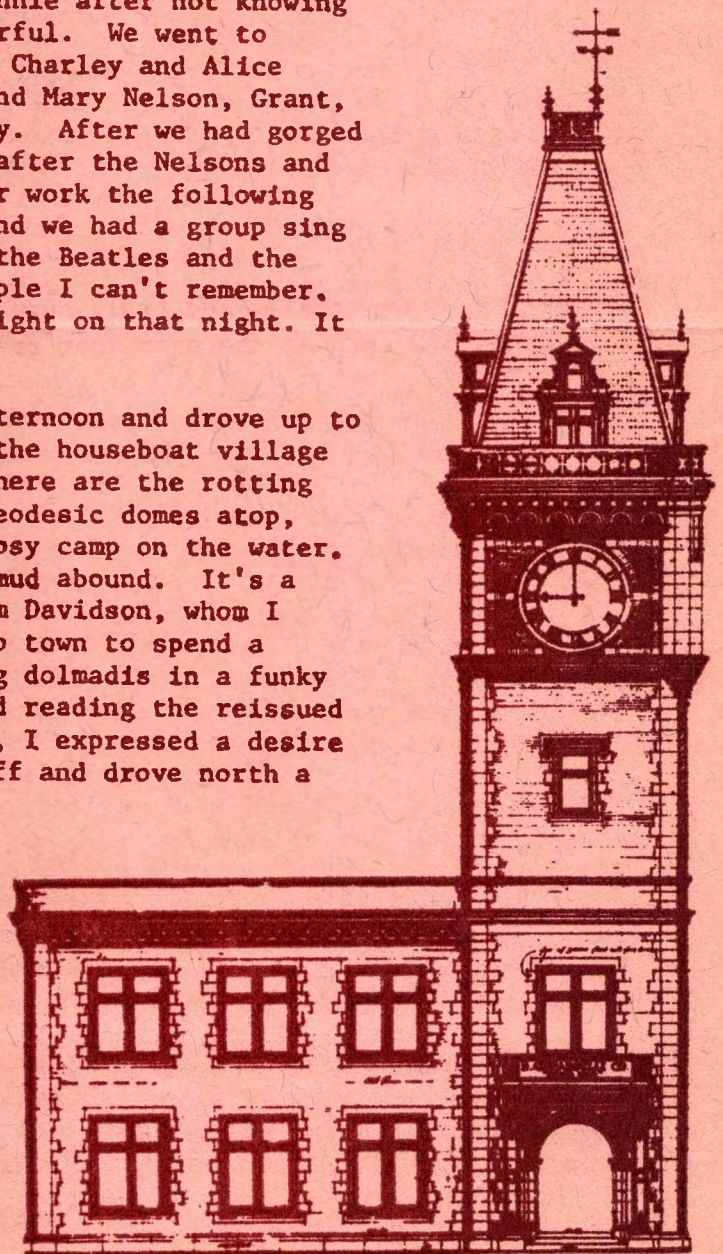 after not knowing
rful. We went to
Charley and Alice
nd Mary Nelson, Grant,
y. After we had gorged
after the Nelsons and
r work the following
nd we had a group sing
the Beatles and the
ple I can't remember.
ight on that night. It
ternoon and drove up to
the houseboat village
here are the rotting
eodesic domes atop,
psy camp on the water.
mud abound. It's a
m Davidson, whom I
o town to spend a
g dolmadis in a funky
d reading the reissued
, I expressed a desire
ff and drove north a